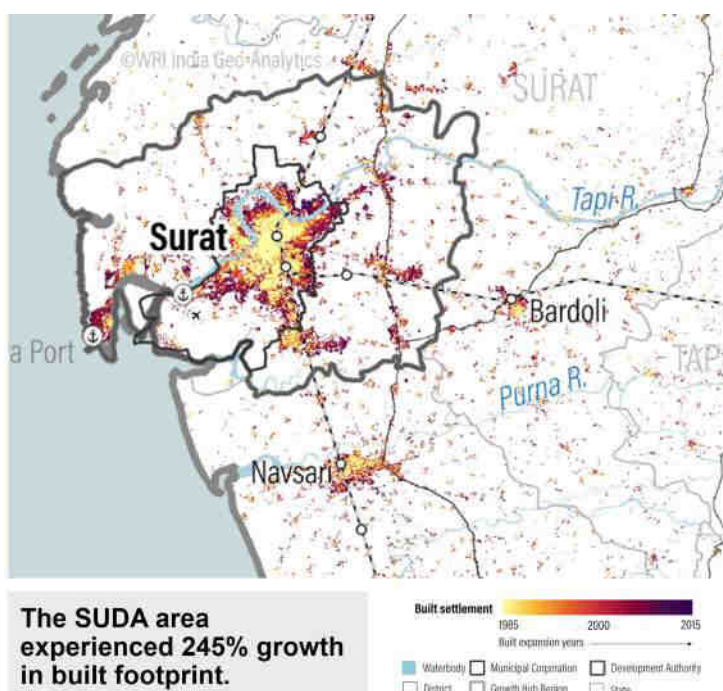 ©WRI India Geo-Analytics
SURAT
Tapi R.
Surat
Bardoli
a Port
TAP
Purna R.
Navsari
The SUDA area
experienced 245% growth
in built footprint.
Built settlement
1985 2000 2015
Built expansion years
Waterbody Municipal Corporation Development Authority
District Growth Hub Region State